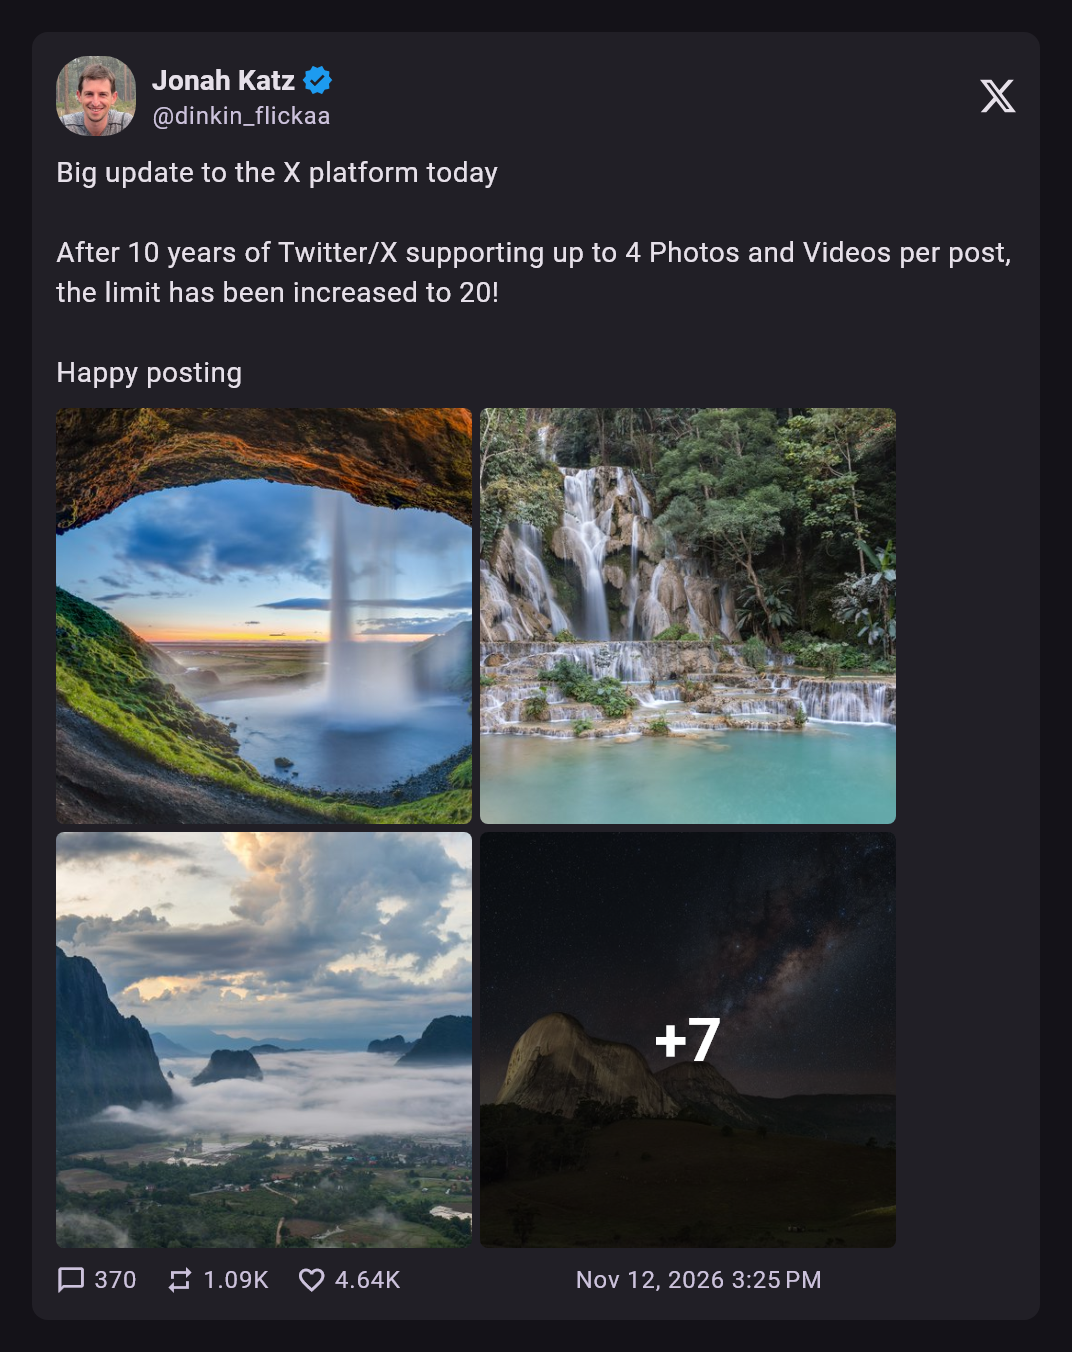 Jonah Katz
@dinkin_flickaa
Big update to the X platform today
After 10 years of Twitter/X supporting up to 4 Photos and Videos per post,
the limit has been increased to 20!
Happy posting
+7
370 1.09K 4.64K Nov 12, 2026 3:25 PM